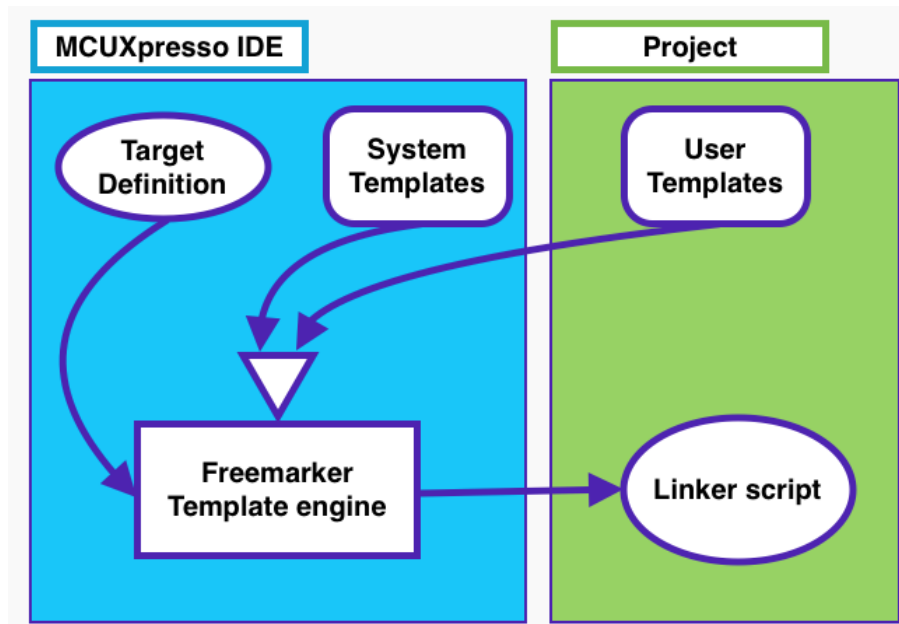 MCUXpresso IDE
Project
Target
Definition
System
Templates
User
Templates
Freemarker
Template engine
Linker script